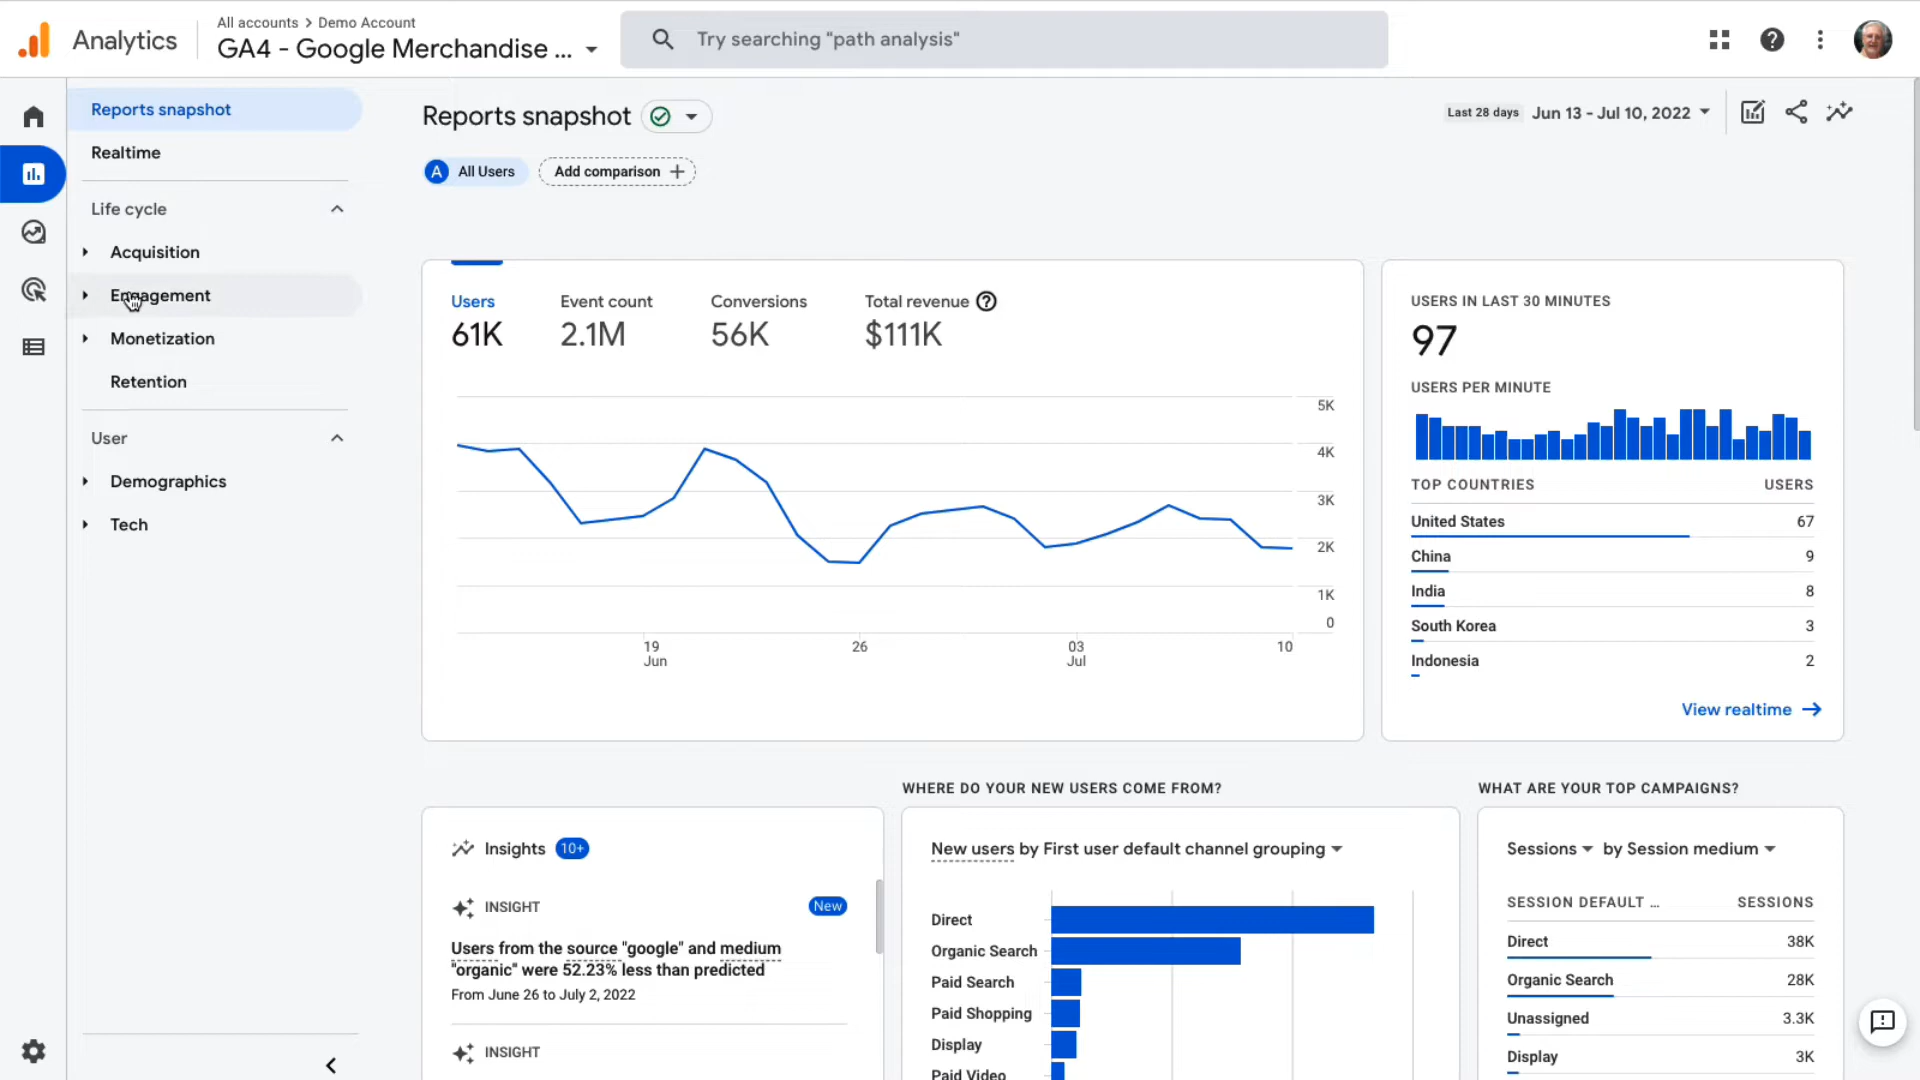 All accounts > Demo Account
Analytics
GA4 - Google Merchandise ...
Try searching "path analysis"
Reports snapshot
Realtime
Life cycle
Acquisition
Engagement
Monetization
Retention
User
Demographics
Tech
Reports snapshot
Last 28 days Jun 13 - Jul 10, 2022
A All Users
Add comparison +
Users Event count Conversions Total revenue
61K 2.1M 56K $111K
5K
4K
3K
2K
1K
0
19 26 03 10
Jun Jul
USERS IN LAST 30 MINUTES
97
USERS PER MINUTE
TOP COUNTRIES USERS
United States 67
China 9
India 8
South Korea 3
Indonesia 2
View realtime
Insights 10+
INSIGHT New
Users from the source "google" and medium
"organic" were 52.23% less than predicted
From June 26 to July 2, 2022
INSIGHT
WHERE DO YOUR NEW USERS COME FROM?
New users by First user default channel grouping
Direct
Organic Search
Paid Search
Paid Shopping
Display
Paid Video
WHAT ARE YOUR TOP CAMPAIGNS?
Sessions by Session medium
SESSION DEFAULT ... SESSIONS
Direct 38K
Organic Search 28K
Unassigned 3.3K
Display 3K